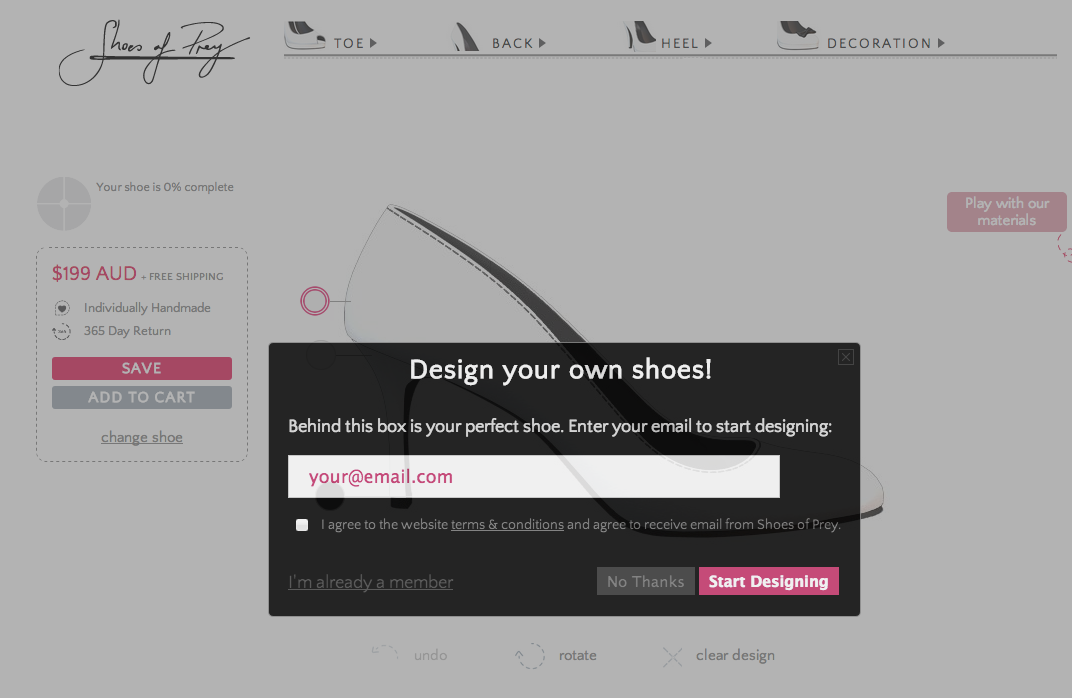 Shoes of Prey
TOE
BACK
HEEL
DECORATION
Your shoe is 0% complete
Play with our
materials
$199 AUD + FREE SHIPPING
Individually Handmade
365 Day Return
SAVE
ADD TO CART
change shoe
Design your own shoes!
Behind this box is your perfect shoe. Enter your email to start designing:
your@email.com
I agree to the website terms & conditions and agree to receive email from Shoes of Prey.
I'm already a member
No Thanks
Start Designing
undo
rotate
clear design